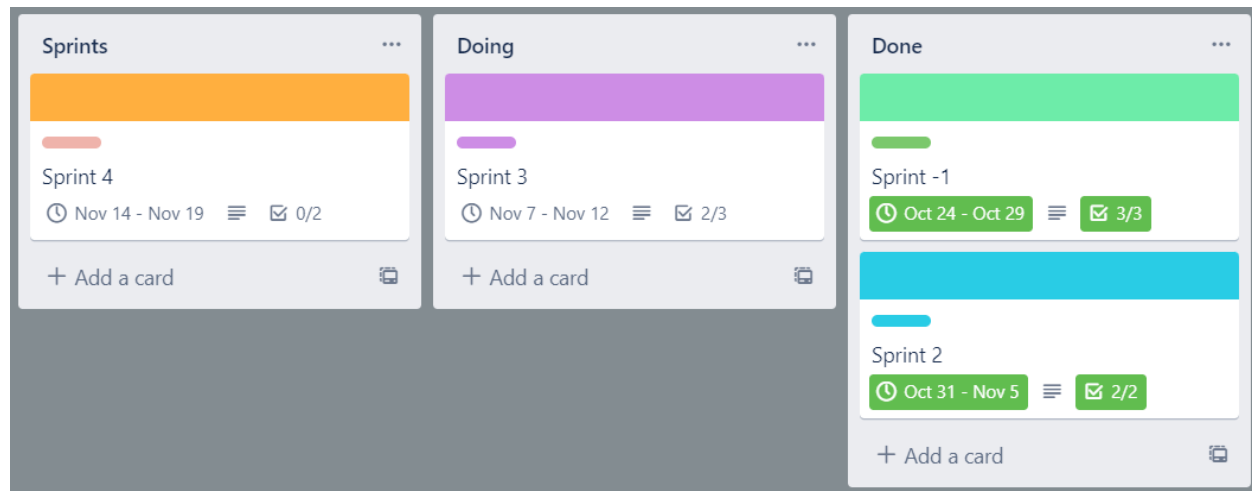 Sprints
Sprint 4
Nov 14 - Nov 19 0/2
+ Add a card
Doing
Sprint 3
Nov 7 - Nov 12 2/3
+ Add a card
Done
Sprint -1
Oct 24 - Oct 29 3/3
Sprint 2
Oct 31 - Nov 5 2/2
+ Add a card